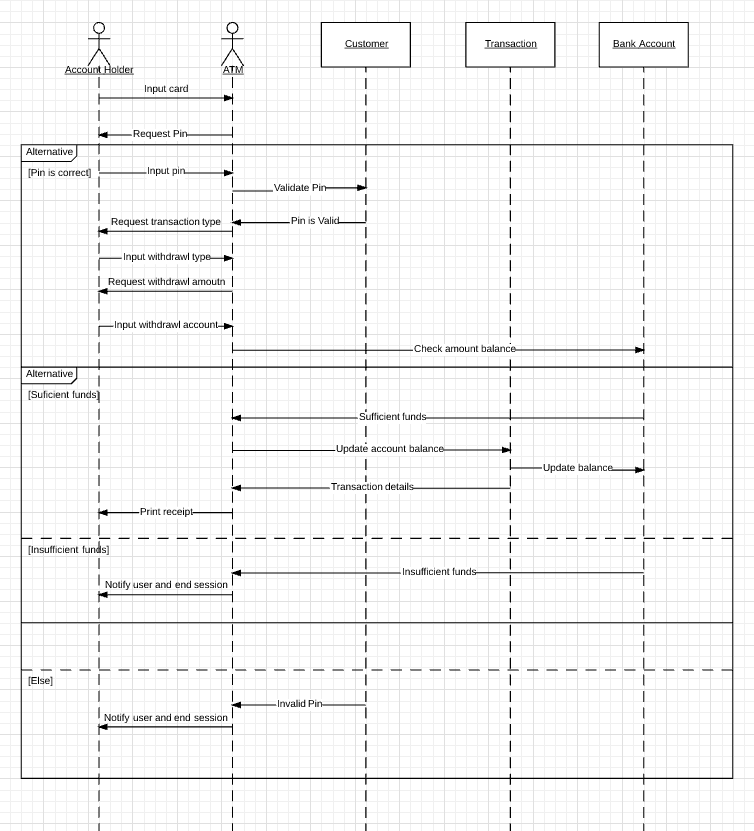 Customer
Transaction
Bank Account
Account Holder
ATM
Input card
Request Pin
Alternative
[Pin is correct]
Input pin
Validate Pin
Pin is Valid
Request transaction type
Input withdrawl type
Request withdrawl amoutn
Input withdrawl account
Check amount balance
Alternative
[Suficient funds]
Sufficient funds
Update account balance
Update balance
Transaction details
Print receipt
[Insufficient funds]
Insufficient funds
Notify user and end session
[Else]
Invalid Pin
Notify user and end session